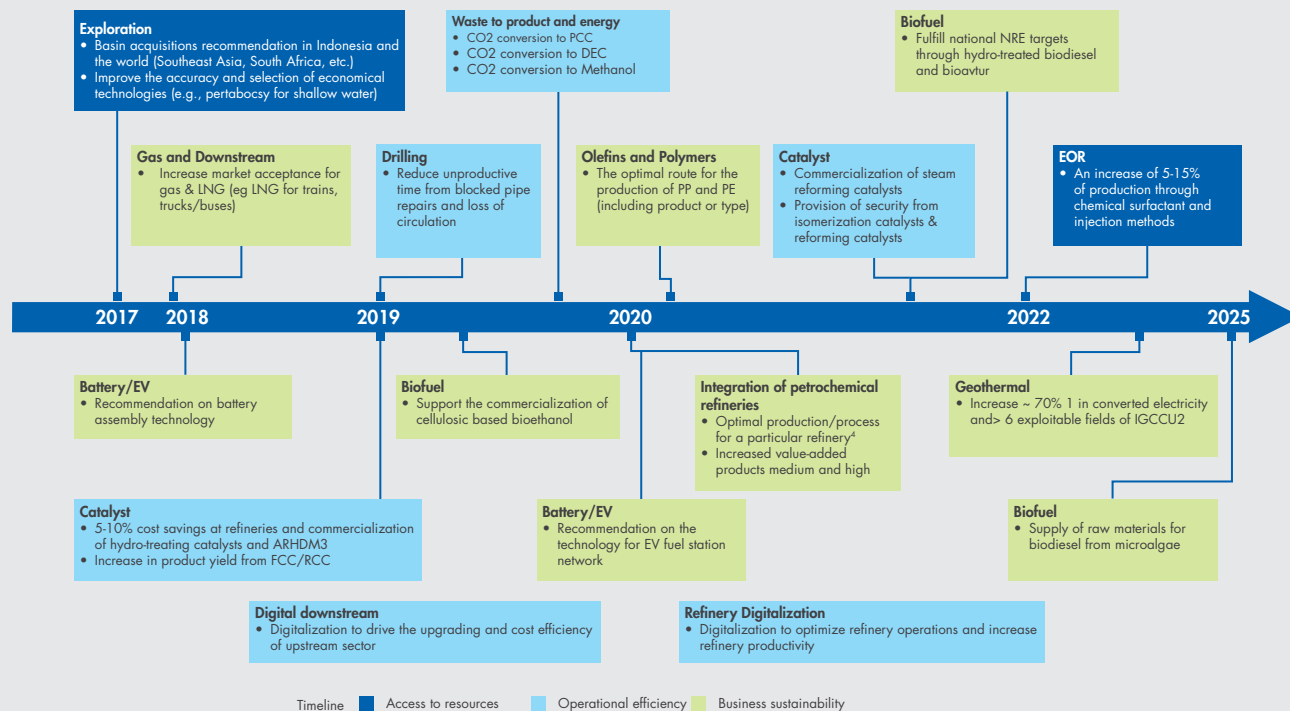 Exploration
• Basin acquisitions recommendation in Indonesia and
the world (Southeast Asia, South Africa, etc.)
• Improve the accuracy and selection of economical
technologies (e.g., pertabocsy for shallow water)
Waste to product and energy
• CO2 conversion to PCC
• CO2 conversion to DEC
• CO2 conversion to Methanol
Biofuel
• Fulfill national NRE targets
through hydro-treated biodiesel
and bioavtur
Gas and Downstream
• Increase market acceptance for
gas & LNG (eg LNG for trains,
trucks/buses)
Drilling
• Reduce unproductive
time from blocked pipe
repairs and loss of
circulation
Olefins and Polymers
• The optimal route for the
production of PP and PE
(including product or type)
Catalyst
• Commercialization of steam
reforming catalysts
• Provision of security from
isomerization catalysts &
reforming catalysts
EOR
• An increase of 5-15%
of production through
chemical surfactant and
injection methods
2017 2018 2019 2020 2022 2025
Battery/EV
• Recommendation on battery
assembly technology
Biofuel
• Support the commercialization of
cellulosic based bioethanol
Integration of petrochemical
refineries
• Optimal production/process
for a particular refinery⁴
• Increased value-added
products medium and high
Geothermal
• Increase ~ 70% 1 in converted electricity
and> 6 exploitable fields of IGCCU2
Catalyst
• 5-10% cost savings at refineries and commercialization
of hydro-treating catalysts and ARHDM3
• Increase in product yield from FCC/RCC
Battery/EV
• Recommendation on the
technology for EV fuel station
network
Biofuel
• Supply of raw materials for
biodiesel from microalgae
Digital downstream
• Digitalization to drive the upgrading and cost efficiency
of upstream sector
Refinery Digitalization
• Digitalization to optimize refinery operations and increase
refinery productivity
Timeline Access to resources Operational efficiency Business sustainability